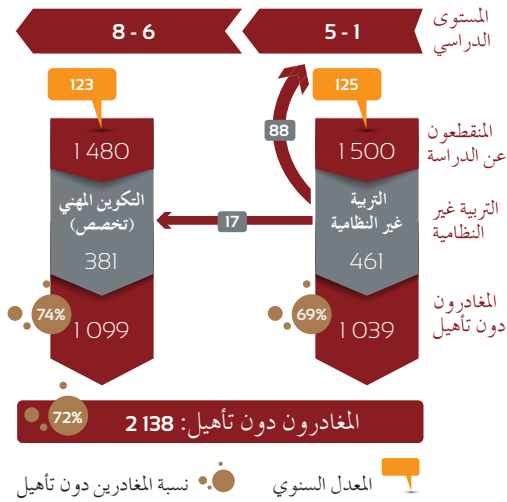 المستوى
الدراسي
5 - 1
8 - 6
125
123
88
المنقطعون
عن الدراسة
1 500
1 480
التربية غير
النظامية
التربية
غير النظامية
461
17
التكوين المهني
(تخصص)
381
المغادرون
دون تأهيل
69%
1 039
74%
1 099
المغادرون دون تأهيل: 138 2
72%
المعدل السنوي
نسبة المغادرين دون تأهيل